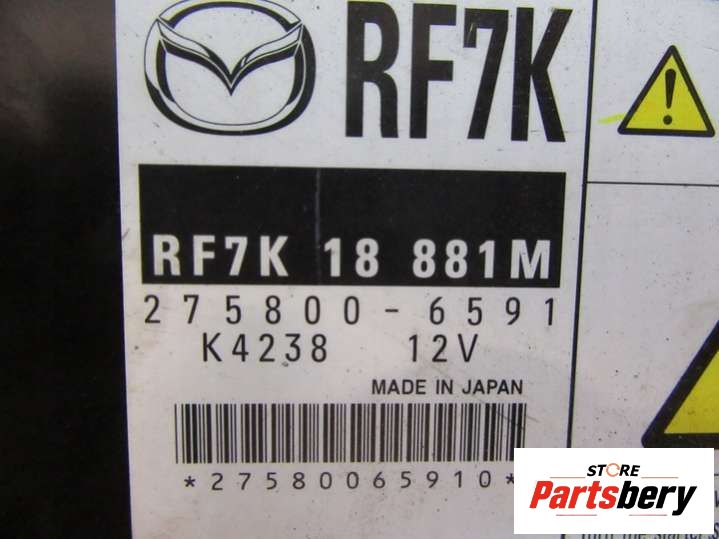 RF7K
RF7K 18 881M
275800-6591
K4238 12V
MADE IN JAPAN
*27580065910*
STORE
Partsbery